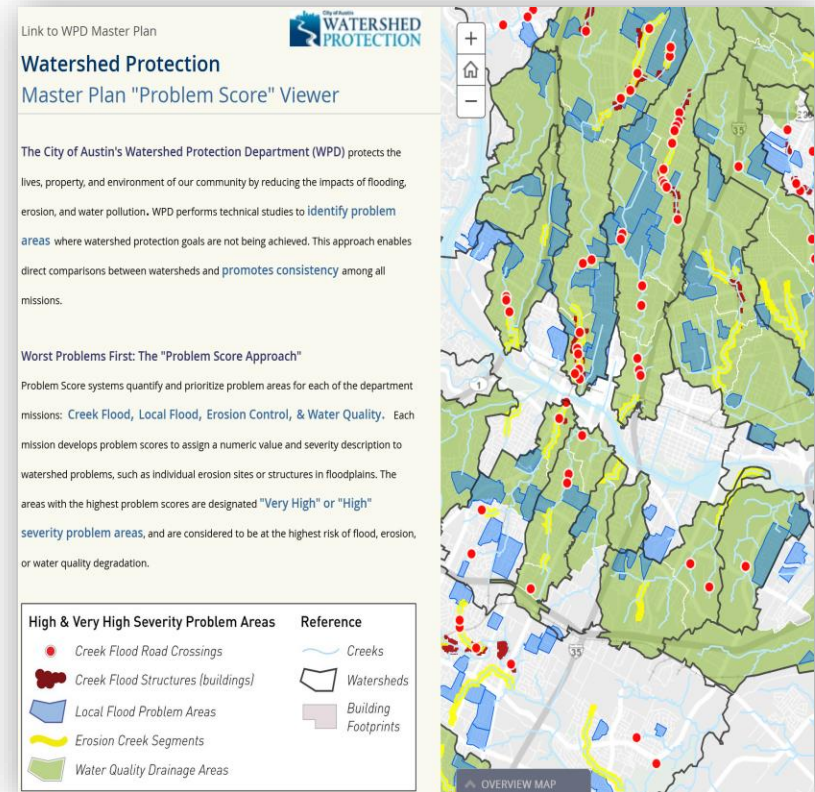 Link to WPD Master Plan
City of Austin's
WATERSHED
PROTECTION
Watershed Protection
Master Plan "Problem Score" Viewer
The City of Austin's Watershed Protection Department (WPD) protects the
lives, property, and environment of our community by reducing the impacts of flooding,
erosion, and water pollution. WPD performs technical studies to identify problem
areas where watershed protection goals are not being achieved. This approach enables
direct comparisons between watersheds and promotes consistency among all
missions.
Worst Problems First: The "Problem Score Approach"
Problem Score systems quantify and prioritize problem areas for each of the department
missions: Creek Flood, Local Flood, Erosion Control, & Water Quality. Each
mission develops problem scores to assign a numeric value and severity description to
watershed problems, such as individual erosion sites or structures in floodplains. The
areas with the highest problem scores are designated "Very High" or "High"
severity problem areas, and are considered to be at the highest risk of flood, erosion,
or water quality degradation.
High & Very High Severity Problem Areas
Creek Flood Road Crossings
Creek Flood Structures (buildings)
Local Flood Problem Areas
Erosion Creek Segments
Water Quality Drainage Areas
Reference
Creeks
Watersheds
Building
Footprints
+
−
35
290
1
35
OVERVIEW MAP